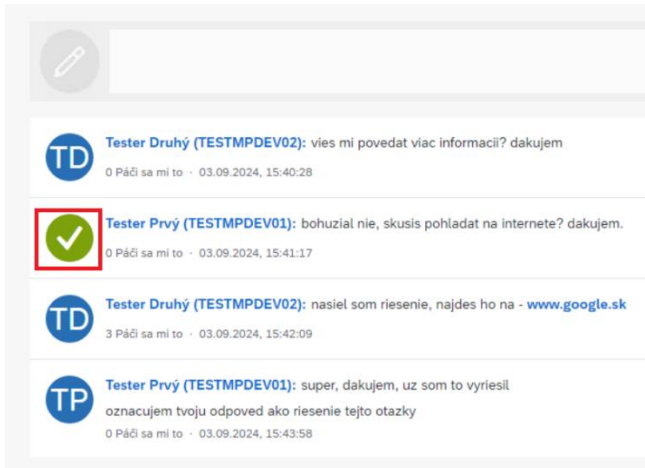 TD
Tester Druhý (TESTMPDEV02): vies mi povedat viac informacii? dakujem
0 Páči sa mi to · 03.09.2024, 15:40:28
Tester Prvý (TESTMPDEV01): bohuzial nie, skusis pohladat na internete? dakujem.
0 Páči sa mi to · 03.09.2024, 15:41:17
TD
Tester Druhý (TESTMPDEV02): nasiel som riesenie, najdes ho na - www.google.sk
3 Páči sa mi to · 03.09.2024, 15:42:09
TP
Tester Prvý (TESTMPDEV01): super, dakujem, uz som to vyriesil
oznacujem tvoju odpoved ako riesenie tejto otazky
0 Páči sa mi to · 03.09.2024, 15:43:58